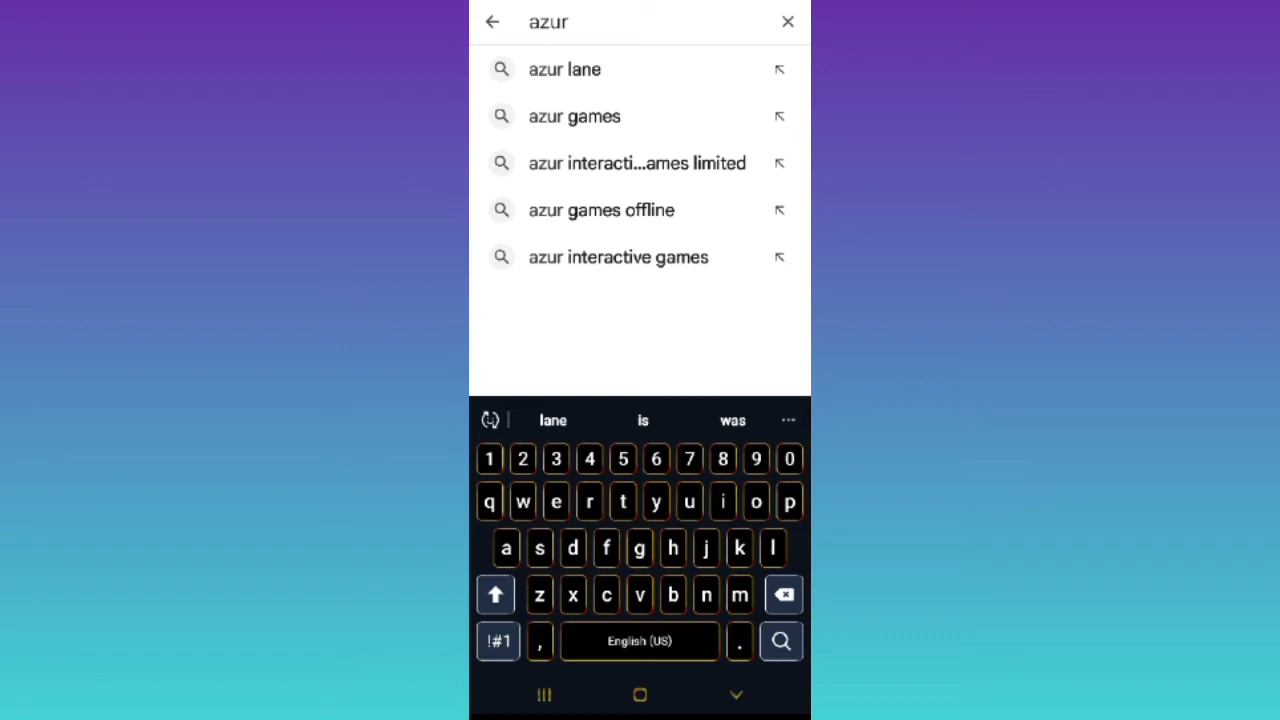 azur
azur lane
azur games
azur interacti...ames limited
azur games offline
azur interactive games
lane is was
1 2 3 4 5 6 7 8 9 0
q w e r t y u i o p
a s d f g h j k l
z x c v b n m
!#1 , English (US) .